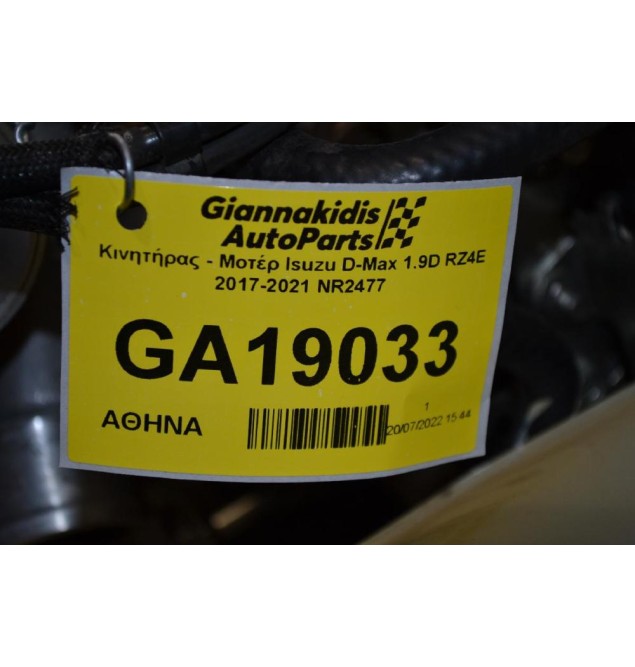 Giannakidis
AutoParts
Κινητήρας - Μοτέρ Isuzu D-Max 1.9D RZ4E
2017-2021 NR2477
GA19033
ΑΘΗΝΑ
1
20/07/2022 15:44